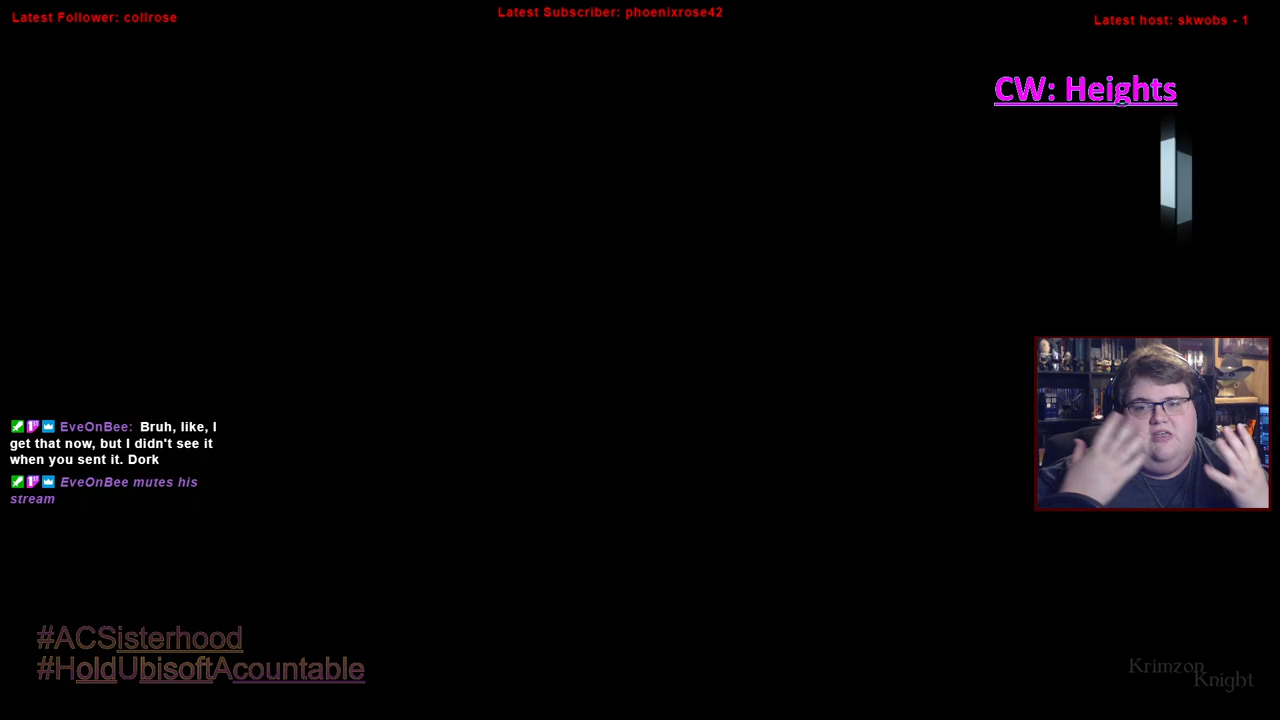 Latest Follower: collrose
Latest Subscriber: phoenixrose42
Latest host: skwobs - 1
CW: Heights
EveOnBee: Bruh, like, I
get that now, but I didn't see it
when you sent it. Dork
EveOnBee mutes his
stream
#ACSisterhood
#HoldUbisoftAcountable
Krimzon
Knight